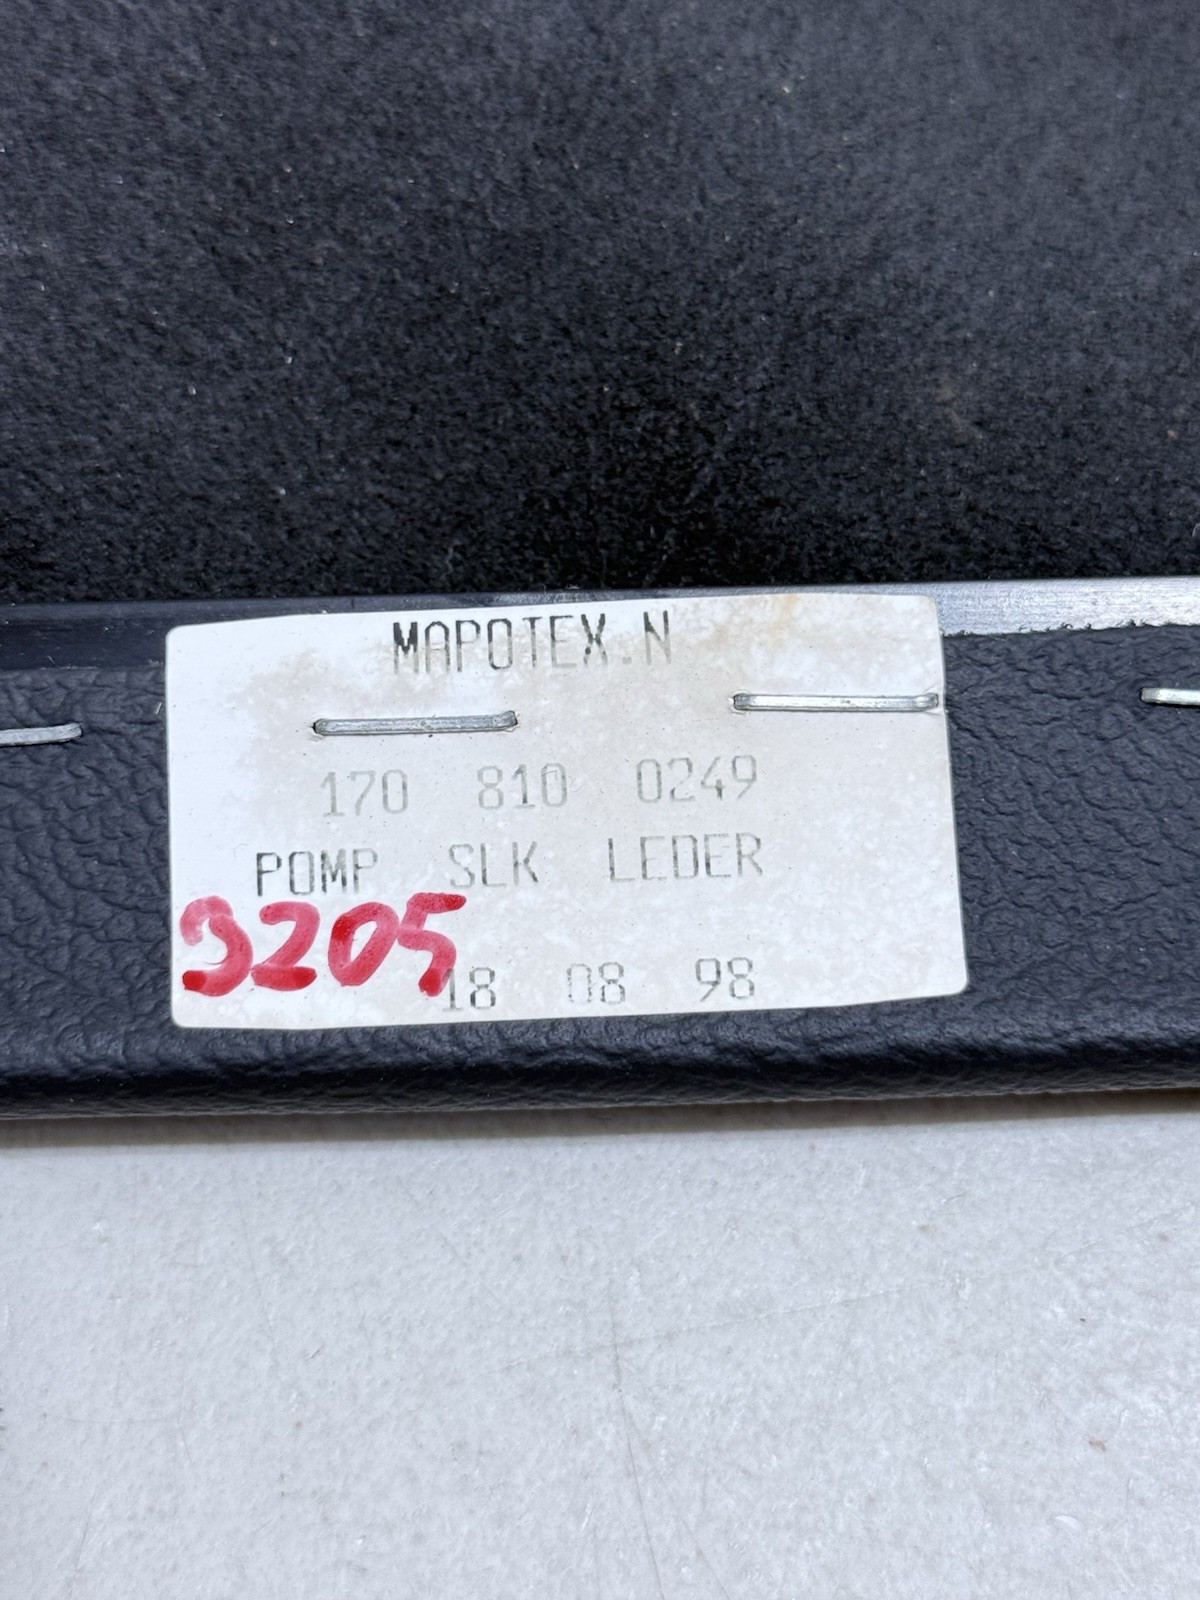 MAPOTEX.N
170 810 0249
POMP SLK LEDER
3205
18 08 98